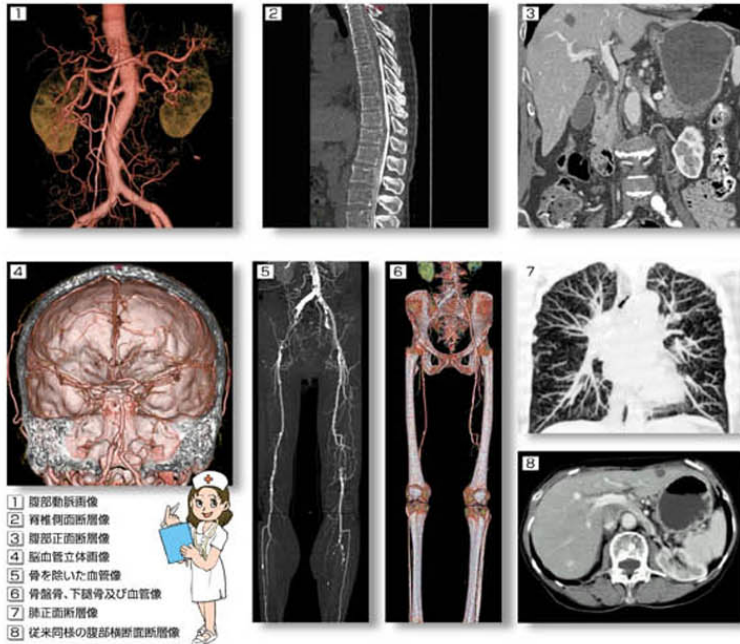 1
2
3
4
5
6
7
8
1 腹部動脈画像
2 脊椎側面断層像
3 腹部正面断層像
4 脳血管立体画像
5 骨を除いた血管像
6 骨盤骨、下腿骨及び血管像
7 肺正面断層像
8 従来同様の腹部横断面断層像